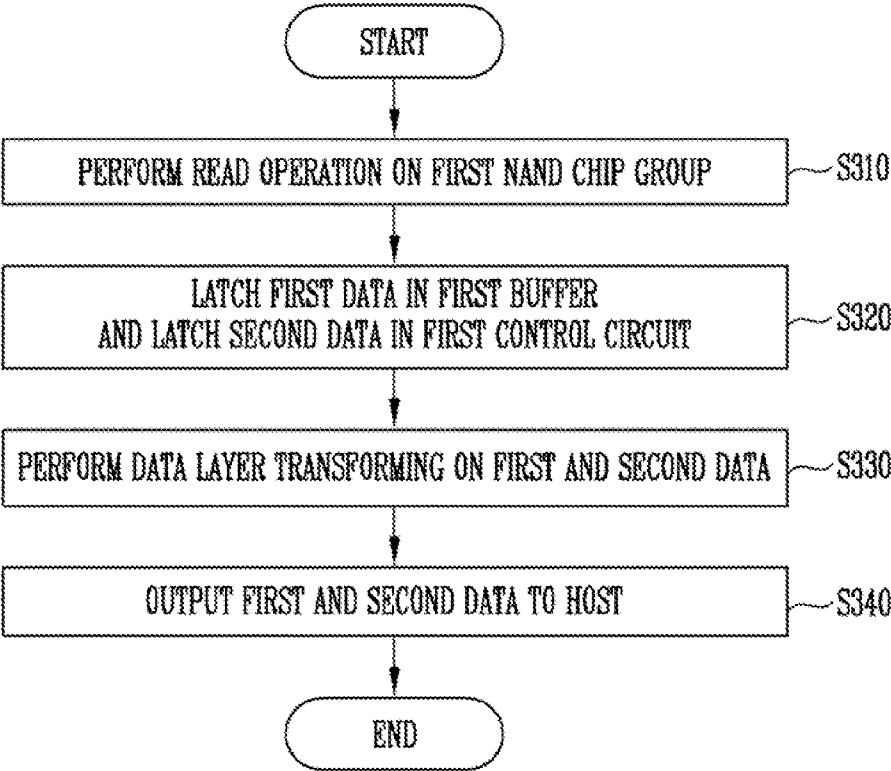 START
PERFORM READ OPERATION ON FIRST NAND CHIP GROUP
S310
LATCH FIRST DATA IN FIRST BUFFER
AND LATCH SECOND DATA IN FIRST CONTROL CIRCUIT
S320
PERFORM DATA LAYER TRANSFORMING ON FIRST AND SECOND DATA
S330
OUTPUT FIRST AND SECOND DATA TO HOST
S340
END